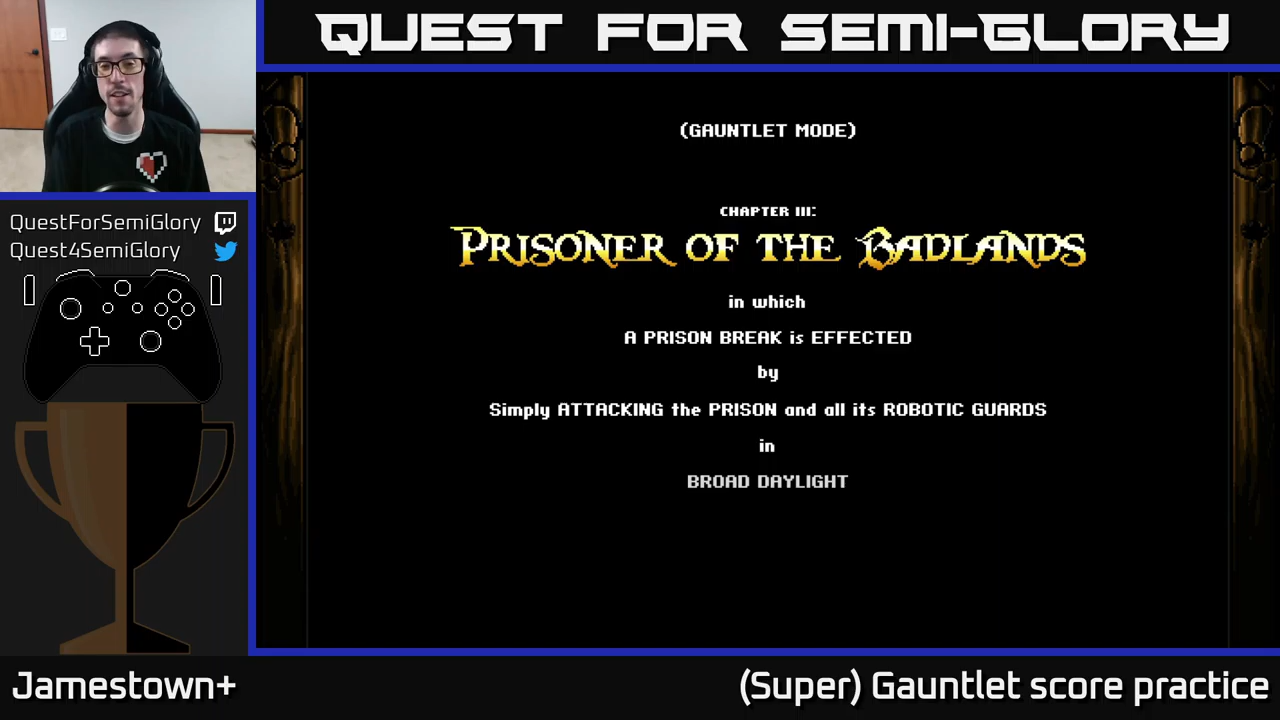 QUEST FOR SEMI-GLORY
QuestForSemiGlory
Quest4SemiGlory
(GAUNTLET MODE)
CHAPTER III:
PRISONER OF THE BADLANDS
in which
A PRISON BREAK is EFFECTED
by
Simply ATTACKING the PRISON and all its ROBOTIC GUARDS
in
BROAD DAYLIGHT
Jamestown+
(Super) Gauntlet score practice